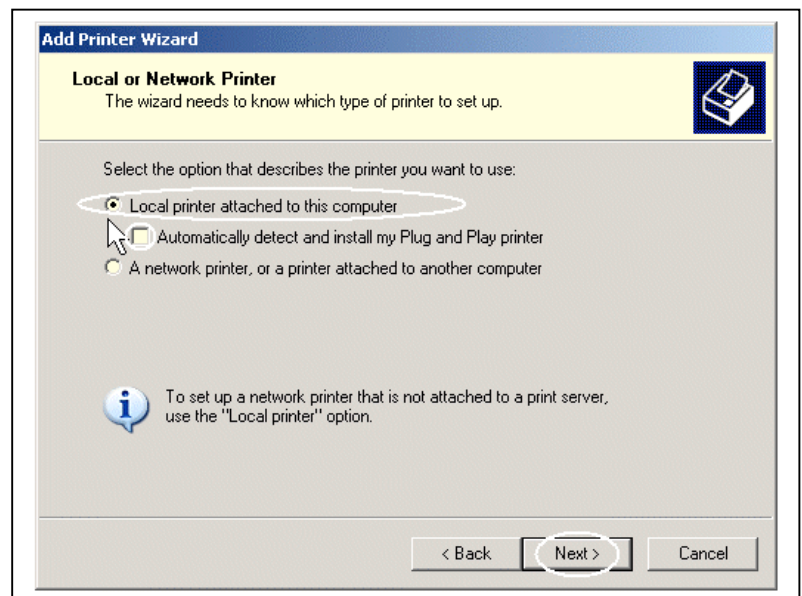 Add Printer Wizard
Local or Network Printer
The wizard needs to know which type of printer to set up.
Select the option that describes the printer you want to use:
Local printer attached to this computer
Automatically detect and install my Plug and Play printer
A network printer, or a printer attached to another computer
To set up a network printer that is not attached to a print server,
use the "Local printer" option.
< Back
Next >
Cancel